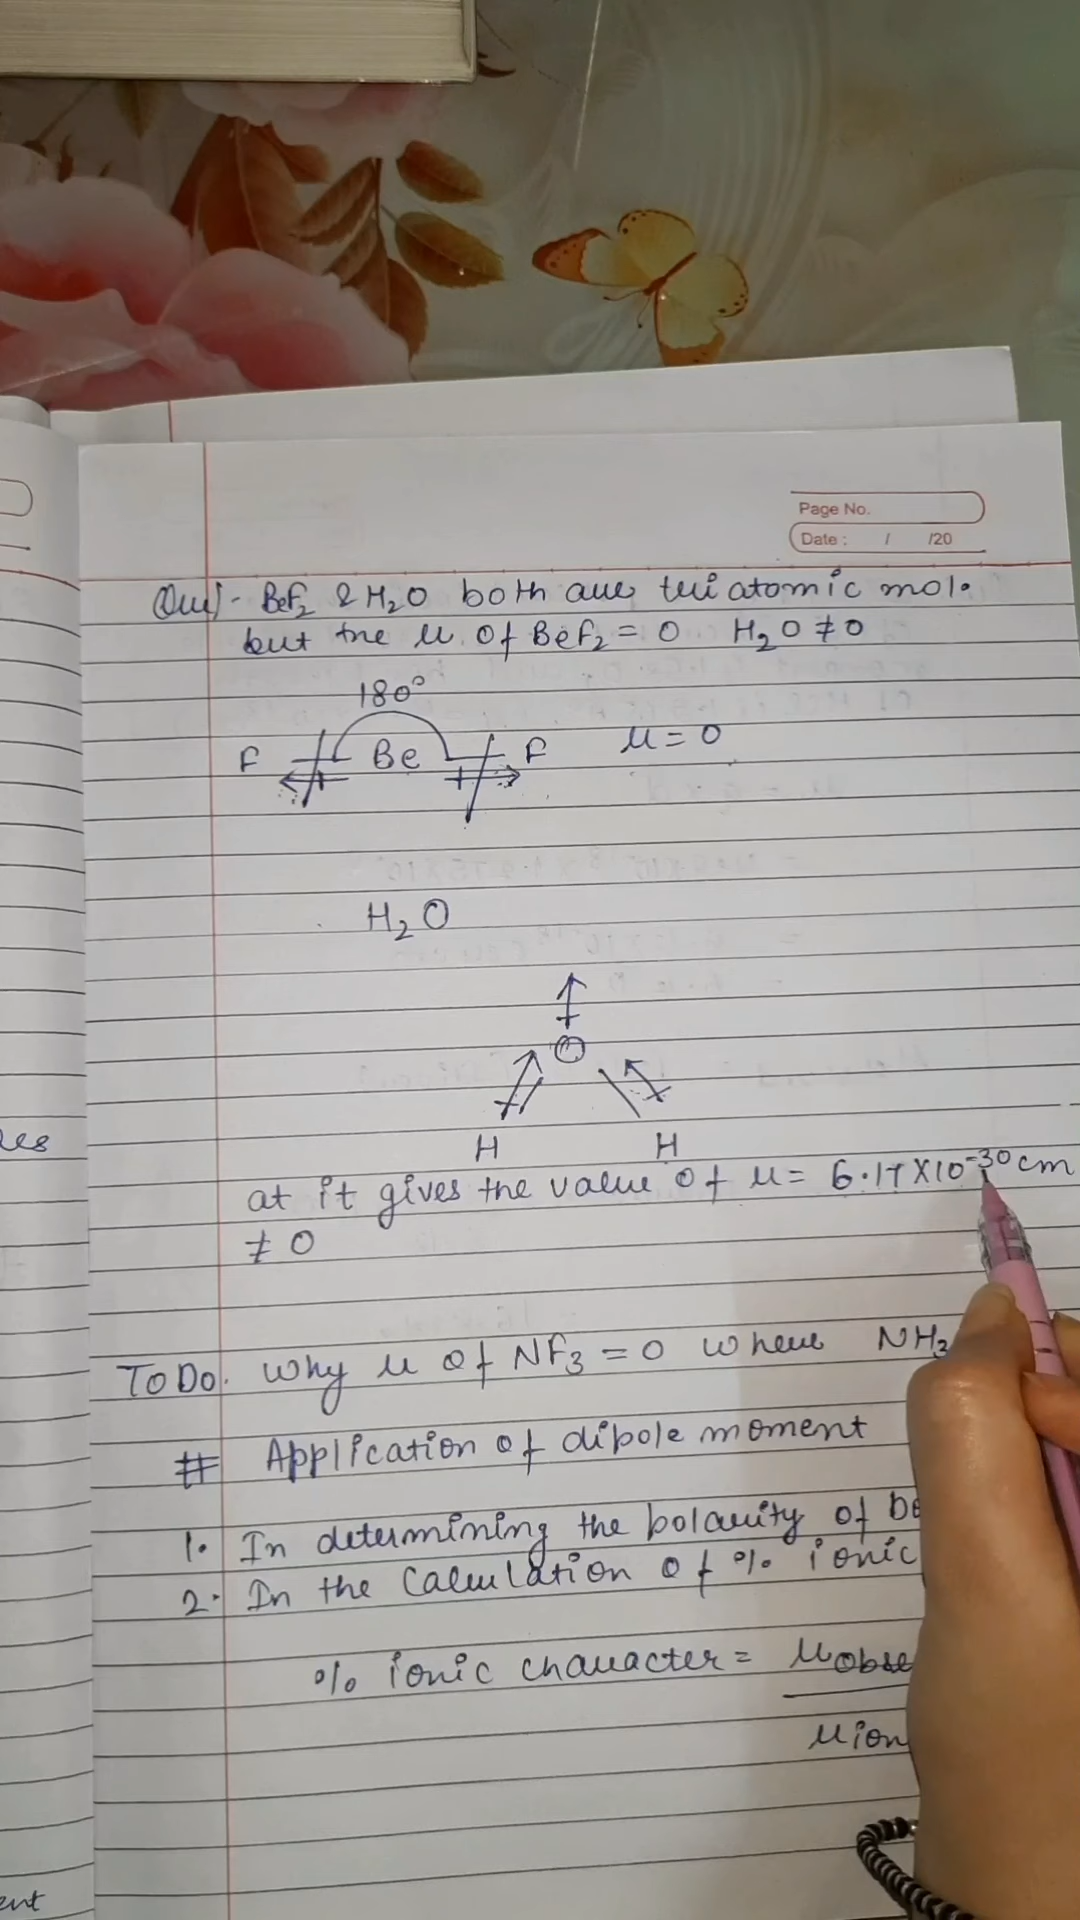 Page No.
Date : / /20
Que)- BeF₂ & H₂O both are triatomic mol.
but the μ. Of BeF₂ = 0 H₂O ≠ 0
180°
F Be F μ = 0
H₂O
O
H H
at it gives the value of μ = 6.17 X10⁻³⁰ cm
≠ 0
To Do. Why μ of NF₃ = 0 where NH₃
# Application of dipole moment
1. In determining the polarity of bo
2. In the Calculation of % ionic
% ionic character = μobse
μion